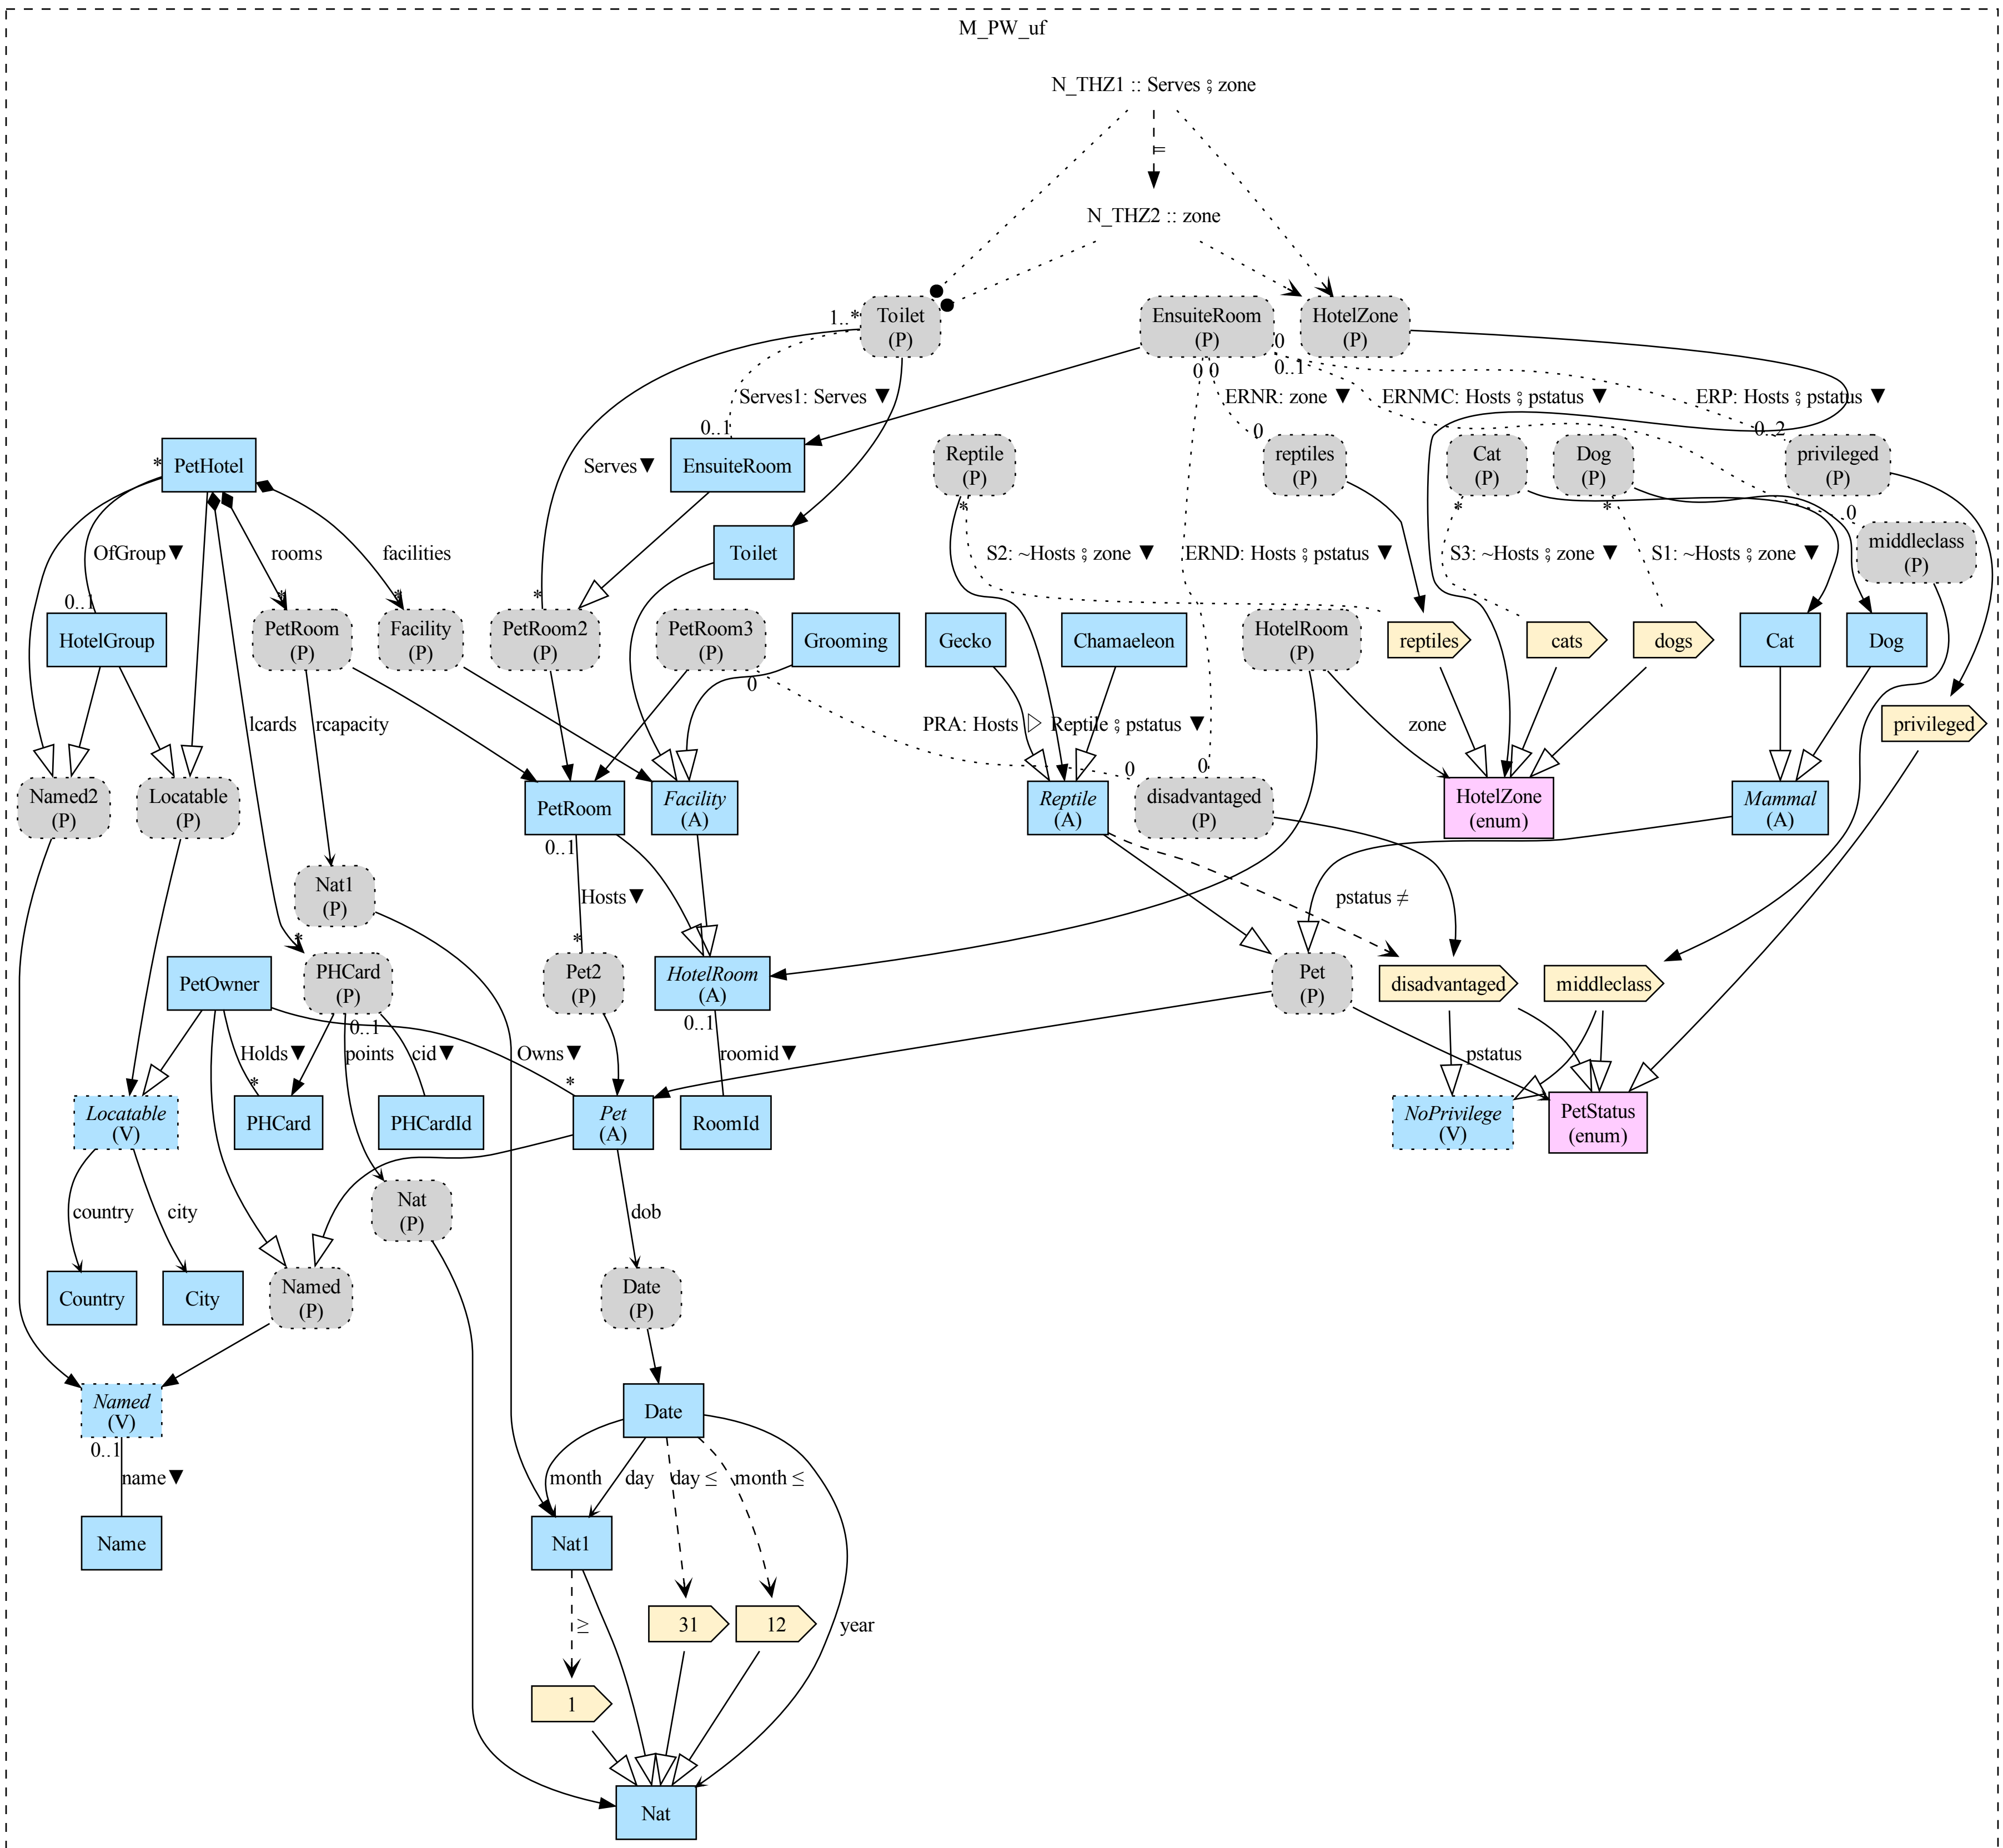 M_PW_uf
N_THZ1 :: Serves ⨾ zone
=
N_THZ2 :: zone
1..*
Toilet
(P)
EnsuiteRoom
(P)
HotelZone
(P)
0
0..1
0
0
Serves1: Serves ▼
ERNR: zone ▼
ERNMC: Hosts ⨾ pstatus ▼
ERP: Hosts ⨾ pstatus ▼
0..1
0
0..2
*
PetHotel
Serves▼
EnsuiteRoom
Reptile
(P)
reptiles
(P)
Cat
(P)
Dog
(P)
privileged
(P)
*
*
*
0
OfGroup▼
rooms
facilities
Toilet
S2: ~Hosts ⨾ zone ▼
ERND: Hosts ⨾ pstatus ▼
S3: ~Hosts ⨾ zone ▼
S1: ~Hosts ⨾ zone ▼
middleclass
(P)
0..1
*
*
*
HotelGroup
PetRoom
(P)
Facility
(P)
PetRoom2
(P)
PetRoom3
(P)
Grooming
Gecko
Chamaeleon
HotelRoom
(P)
reptiles
cats
dogs
Cat
Dog
0
lcards
rcapacity
PRA: Hosts ▷ Reptile ⨾ pstatus ▼
zone
privileged
0
0
Named2
(P)
Locatable
(P)
PetRoom
Facility
(A)
Reptile
(A)
disadvantaged
(P)
HotelZone
(enum)
Mammal
(A)
0..1
Nat1
(P)
Hosts▼
pstatus ≠
*
*
PetOwner
PHCard
(P)
Pet2
(P)
HotelRoom
(A)
Pet
(P)
disadvantaged
middleclass
0..1
0..1
Holds▼
points
cid▼
Owns▼
roomid▼
pstatus
*
*
Locatable
(V)
PHCard
PHCardId
Pet
(A)
RoomId
NoPrivilege
(V)
PetStatus
(enum)
country
city
Nat
(P)
dob
Country
City
Named
(P)
Date
(P)
Named
(V)
Date
0..1
name▼
month
day
day ≤
month ≤
Name
Nat1
≥
31
12
year
1
Nat